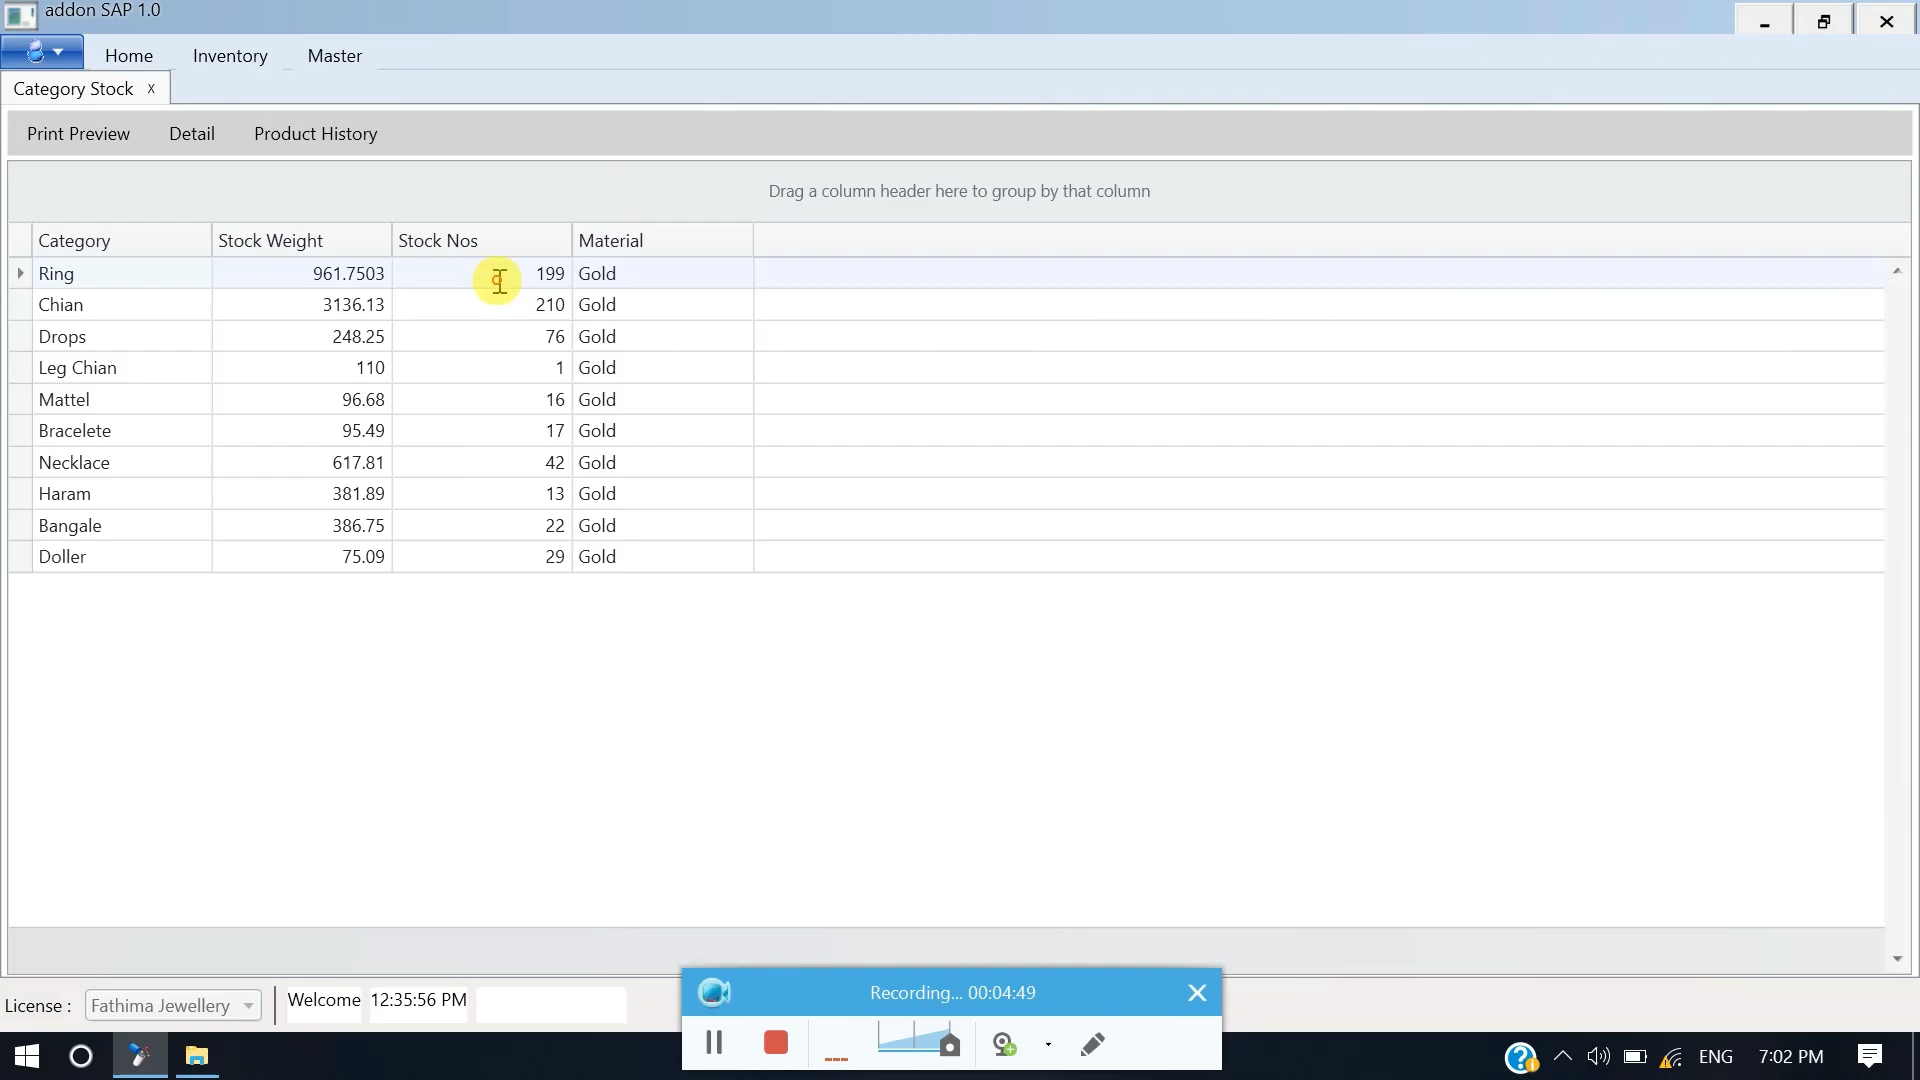 addon SAP 1.0
Home Inventory Master
Category Stock x
Print Preview Detail Product History
Drag a column header here to group by that column
Category Stock Weight Stock Nos Material
Ring 961.7503 199 Gold
Chian 3136.13 210 Gold
Drops 248.25 76 Gold
Leg Chian 110 1 Gold
Mattel 96.68 16 Gold
Bracelete 95.49 17 Gold
Necklace 617.81 42 Gold
Haram 381.89 13 Gold
Bangale 386.75 22 Gold
Doller 75.09 29 Gold
License : Fathima Jewellery Welcome 12:35:56 PM
Recording... 00:04:49
ENG 7:02 PM